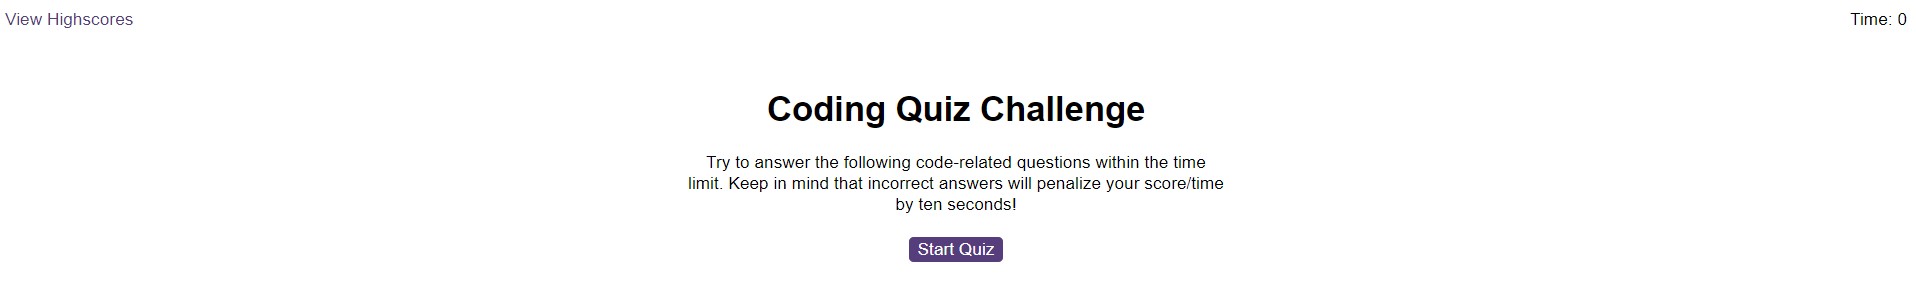 View Highscores
Time: 0
Coding Quiz Challenge
Try to answer the following code-related questions within the time
limit. Keep in mind that incorrect answers will penalize your score/time
by ten seconds!
Start Quiz